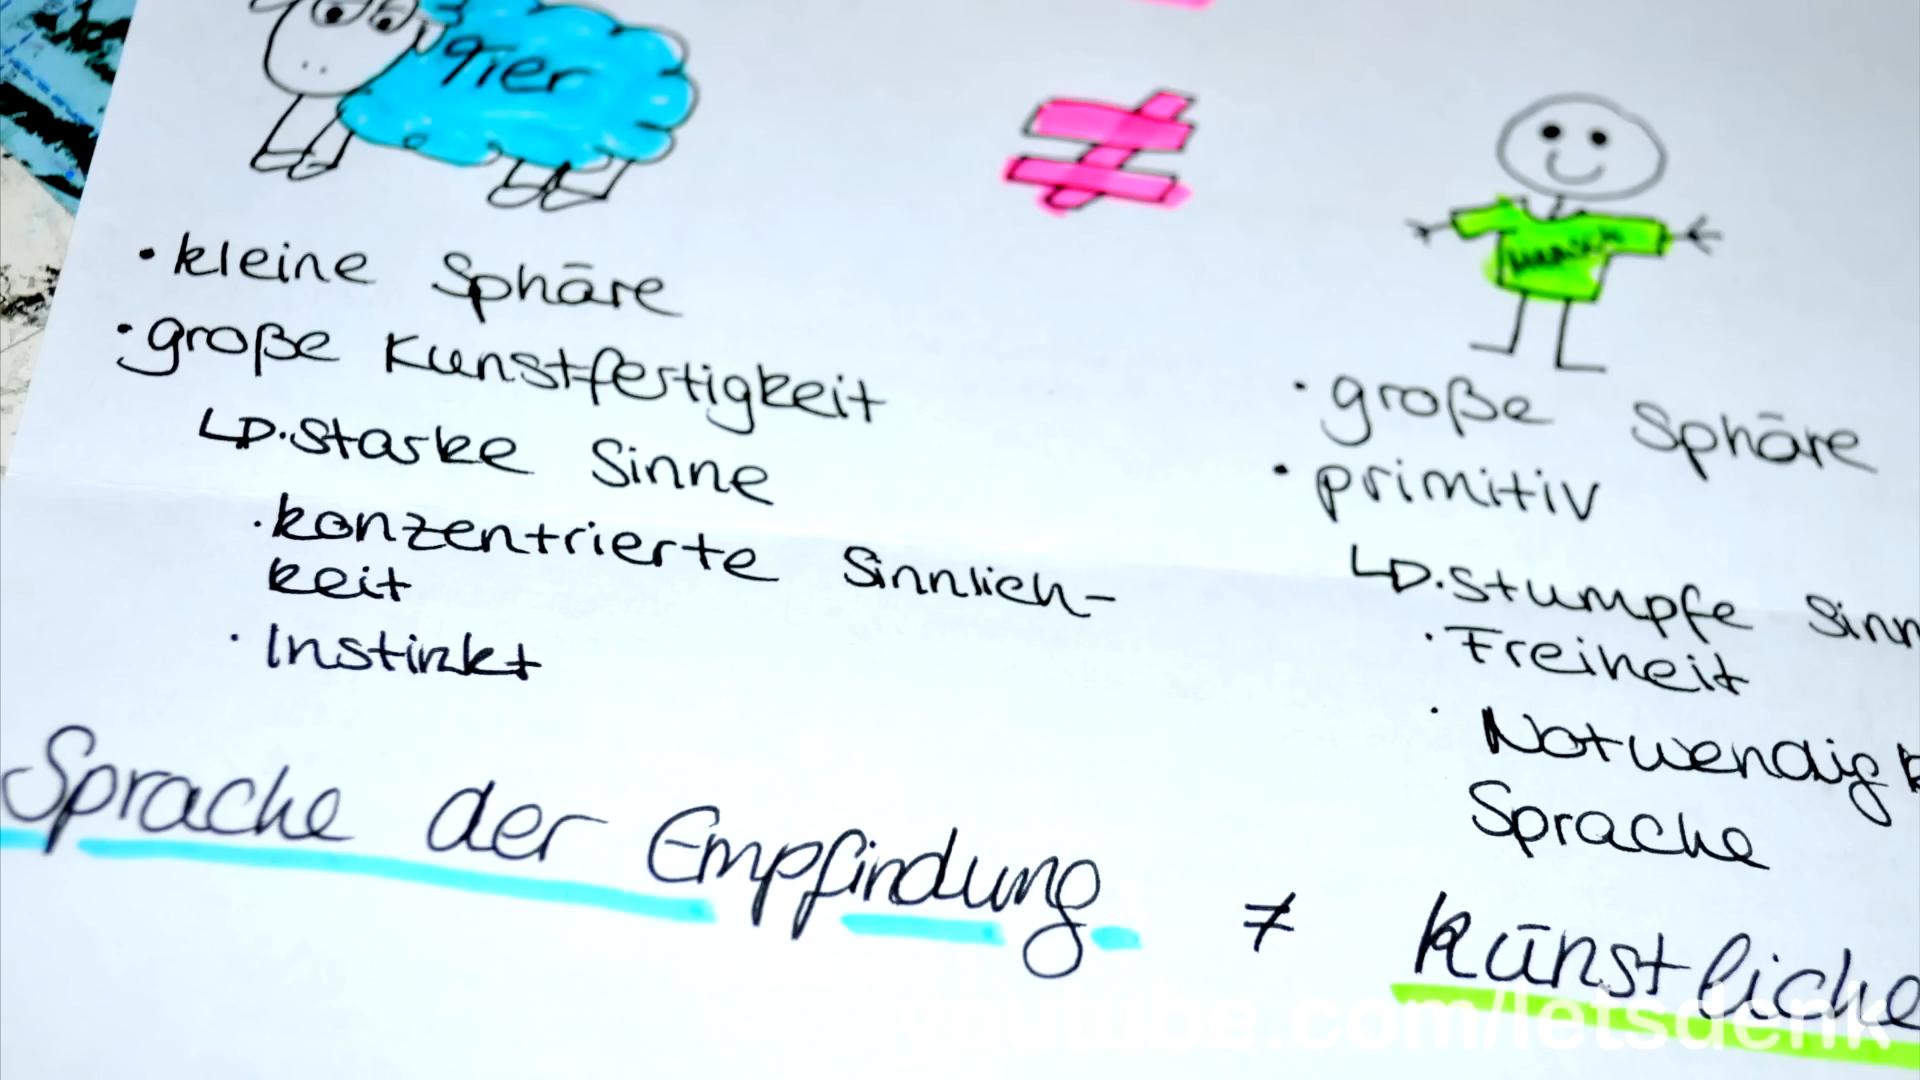 Tier
≠
Mensch
• kleine Sphäre
• große Kunstfertigkeit
↳ • starke Sinne
• konzentrierte Sinnlich-
keit
• Instinkt
• große Sphäre
• primitiv
↳ • stumpfe Sinn
• Freiheit
• Notwendigk
Sprache
Sprache der Empfindung ≠ künstliche
youtube.com/letsdenk